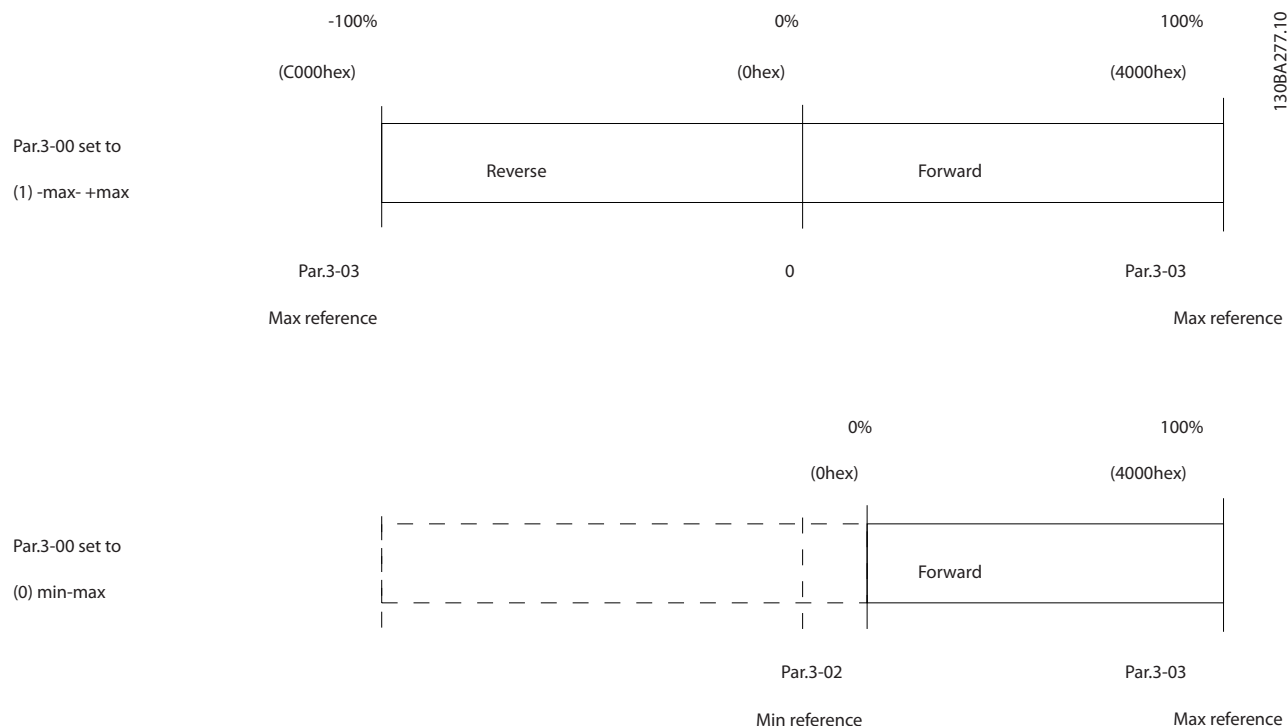 -100% 0% 100%
(C000hex) (0hex) (4000hex)
130BA277.10
Par.3-00 set to
(1) -max- +max
Reverse Forward
Par.3-03 0 Par.3-03
Max reference Max reference
0% 100%
(0hex) (4000hex)
Par.3-00 set to
(0) min-max
Forward
Par.3-02 Par.3-03
Min reference Max reference